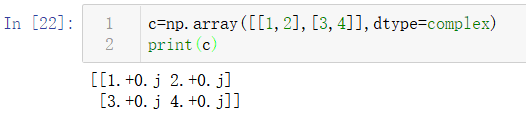 In [22]:
1 c=np.array([[1,2],[3,4]],dtype=complex)
2 print(c)
[[1.+0.j 2.+0.j]
[3.+0.j 4.+0.j]]